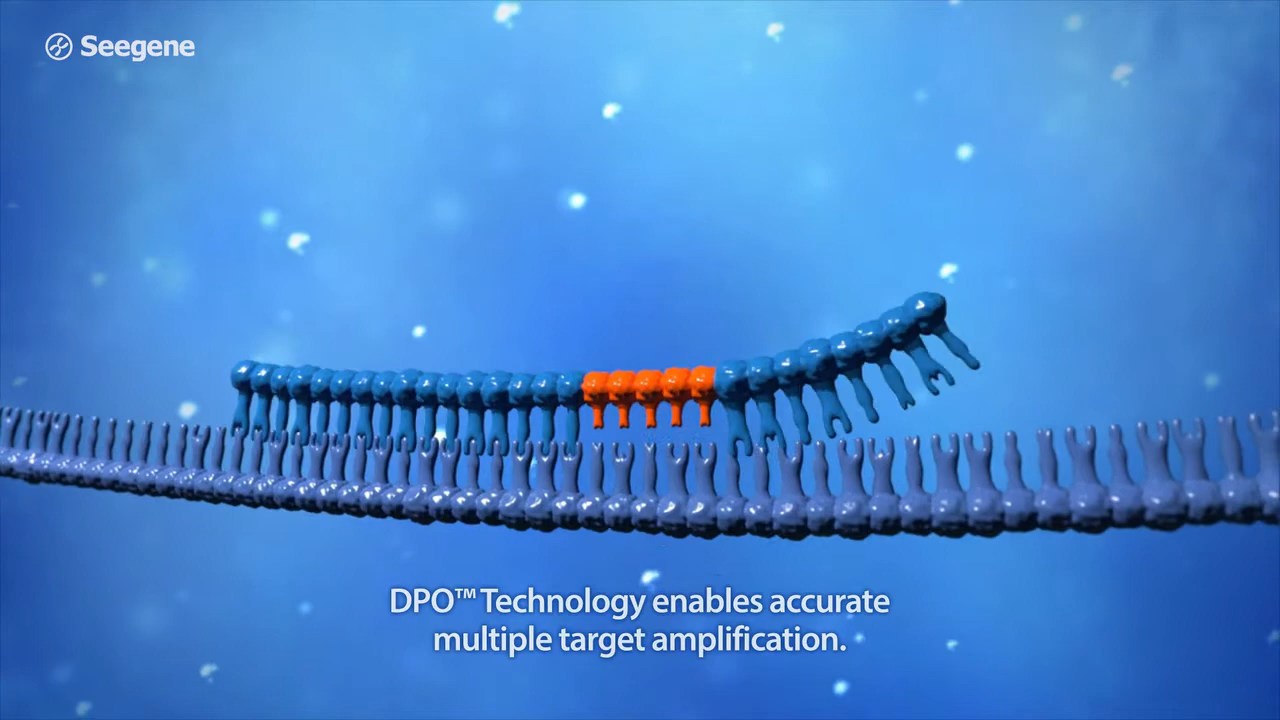 Seegene
DPO™ Technology enables accurate
multiple target amplification.